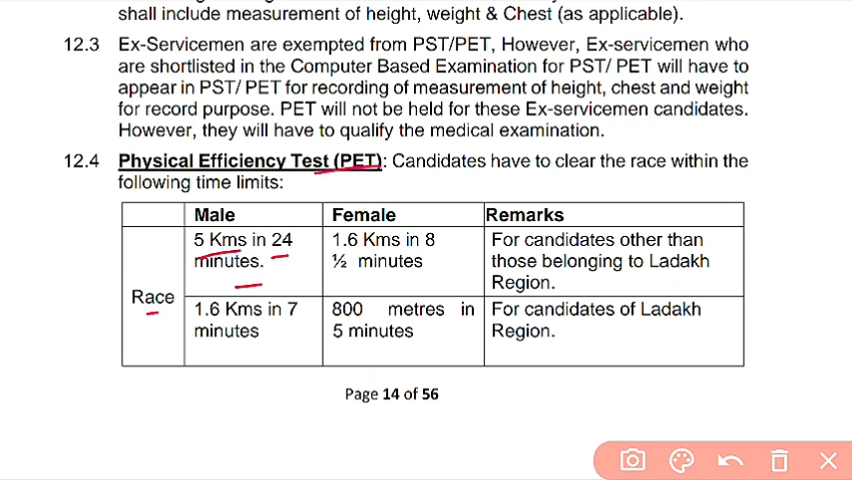 shall include measurement of height, weight & Chest (as applicable).
12.3 Ex-Servicemen are exempted from PST/PET, However, Ex-servicemen who
are shortlisted in the Computer Based Examination for PST/ PET will have to
appear in PST/ PET for recording of measurement of height, chest and weight
for record purpose. PET will not be held for these Ex-servicemen candidates.
However, they will have to qualify the medical examination.
12.4 Physical Efficiency Test (PET): Candidates have to clear the race within the
following time limits:
Male Female Remarks
Race
5 Kms in 24
minutes.
1.6 Kms in 8
½ minutes
For candidates other than
those belonging to Ladakh
Region.
1.6 Kms in 7
minutes
800 metres in
5 minutes
For candidates of Ladakh
Region.
Page 14 of 56